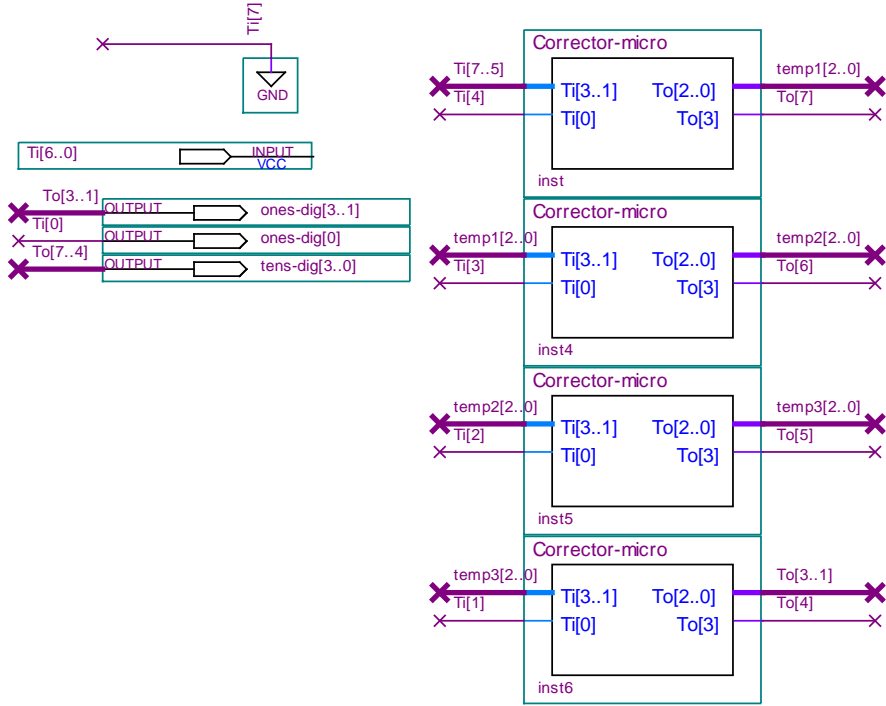 Ti[7]
GND
Ti[6..0]
INPUT
VCC
To[3..1]
OUTPUT
ones-dig[3..1]
Ti[0]
OUTPUT
ones-dig[0]
To[7..4]
OUTPUT
tens-dig[3..0]
Corrector-micro
Ti[7..5]
Ti[3..1]
To[2..0]
temp1[2..0]
Ti[4]
Ti[0]
To[3]
To[7]
inst
Corrector-micro
temp1[2..0]
Ti[3..1]
To[2..0]
temp2[2..0]
Ti[3]
Ti[0]
To[3]
To[6]
inst4
Corrector-micro
temp2[2..0]
Ti[3..1]
To[2..0]
temp3[2..0]
Ti[2]
Ti[0]
To[3]
To[5]
inst5
Corrector-micro
temp3[2..0]
Ti[3..1]
To[2..0]
To[3..1]
Ti[1]
Ti[0]
To[3]
To[4]
inst6